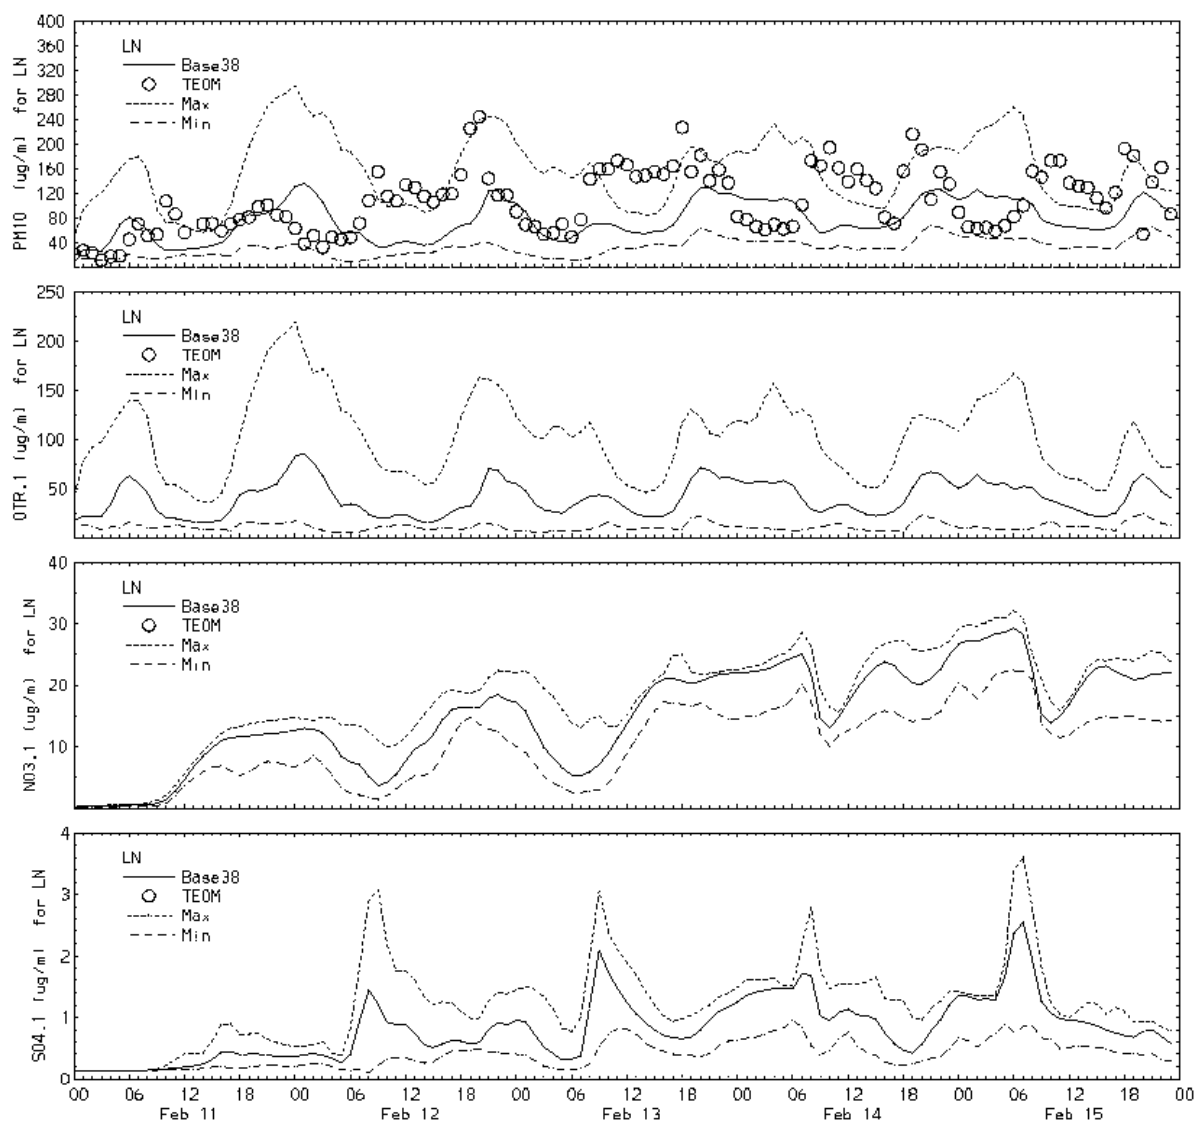 400
360
320
280
240
200
160
120
80
40
PM10 (ug/m) for LN
LN
Base38
TEOM
Max
Min
250
200
150
100
50
OTR.1 (ug/m) for LN
LN
Base38
TEOM
Max
Min
40
30
20
10
NO3.1 (ug/m) for LN
LN
Base38
TEOM
Max
Min
4
3
2
1
0
SO4.1 (ug/m) for LN
LN
Base38
TEOM
Max
Min
00 06 12 18 00 06 12 18 00 06 12 18 00 06 12 18 00 06 12 18 00
Feb 11 Feb 12 Feb 13 Feb 14 Feb 15